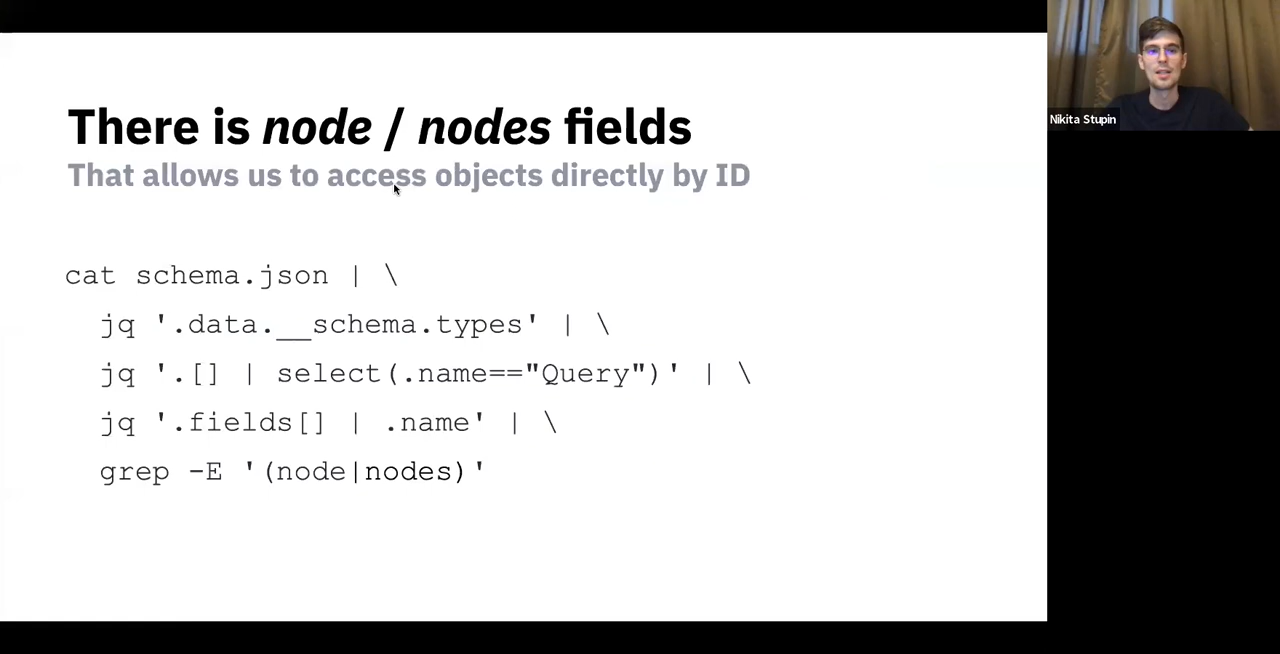 There is node / nodes fields
That allows us to access objects directly by ID
cat schema.json | \
jq '.data.__schema.types' | \
jq '.[] | select(.name=="Query")' | \
jq '.fields[] | .name' | \
grep -E '(node|nodes)'
Nikita Stupin